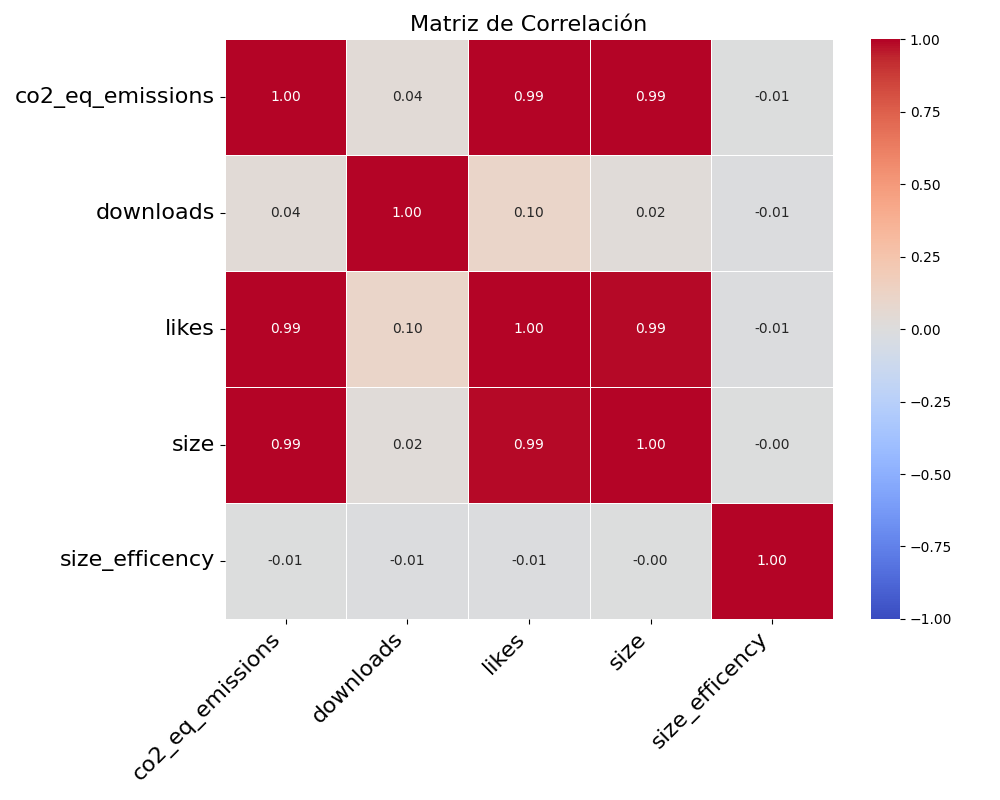 Matriz de Correlación
co2_eq_emissions 1.00 0.04 0.99 0.99 -0.01
downloads 0.04 1.00 0.10 0.02 -0.01
likes 0.99 0.10 1.00 0.99 -0.01
size 0.99 0.02 0.99 1.00 -0.00
size_efficency -0.01 -0.01 -0.01 -0.00 1.00
co2_eq_emissions
downloads
likes
size
size_efficency
1.00
0.75
0.50
0.25
0.00
−0.25
−0.50
−0.75
−1.00